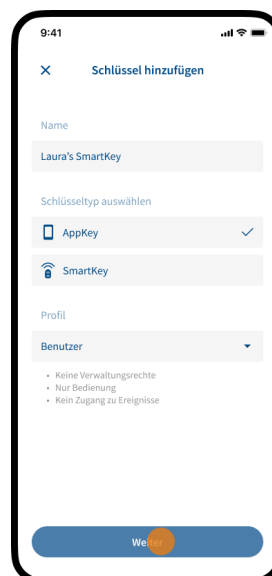 9:41
Schlüssel hinzufügen
Name
Laura's SmartKey
Schlüsseltyp auswählen
AppKey
SmartKey
Profil
Benutzer
• Keine Verwaltungsrechte
• Nur Bedienung
• Kein Zugang zu Ereignisse
Weiter